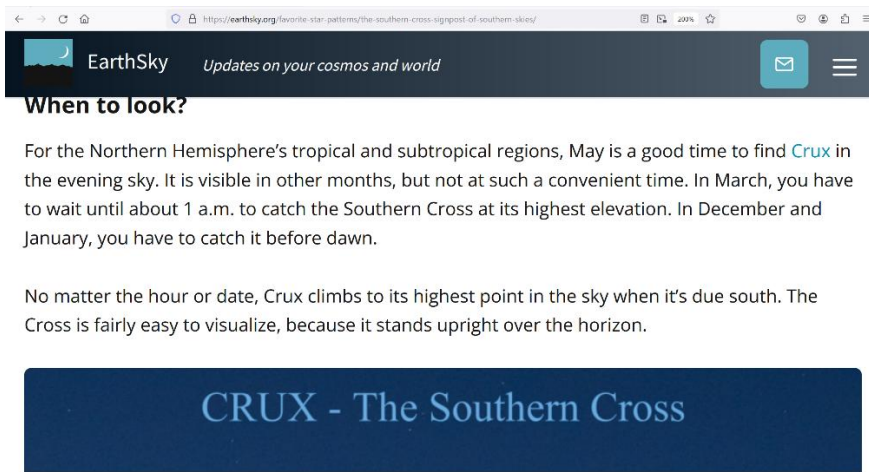 https://earthsky.org/favorite-star-patterns/the-southern-cross-signpost-of-southern-skies/
200%
EarthSky
Updates on your cosmos and world
When to look?
For the Northern Hemisphere’s tropical and subtropical regions, May is a good time to find Crux in
the evening sky. It is visible in other months, but not at such a convenient time. In March, you have
to wait until about 1 a.m. to catch the Southern Cross at its highest elevation. In December and
January, you have to catch it before dawn.
No matter the hour or date, Crux climbs to its highest point in the sky when it’s due south. The
Cross is fairly easy to visualize, because it stands upright over the horizon.
CRUX - The Southern Cross